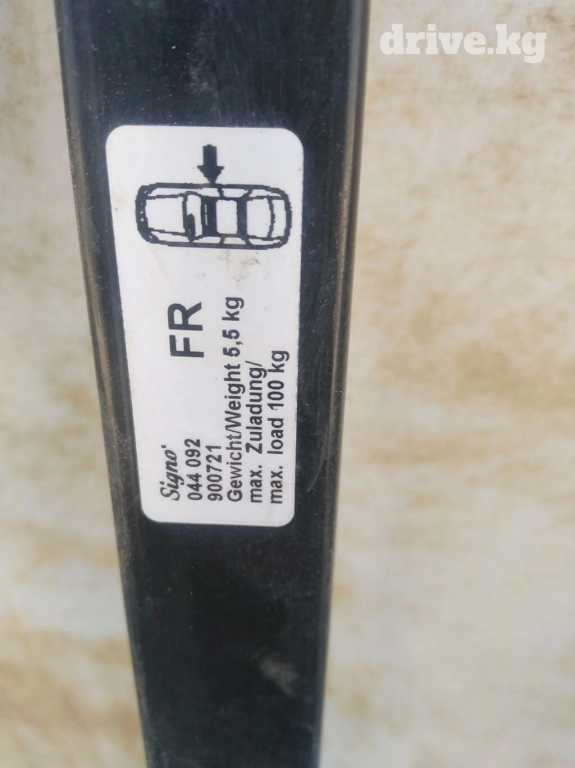 drive.kg
FR
Signo
044 092
900721
Gewicht/Weight 5,5 kg
max. Zuladung/
max. load 100 kg